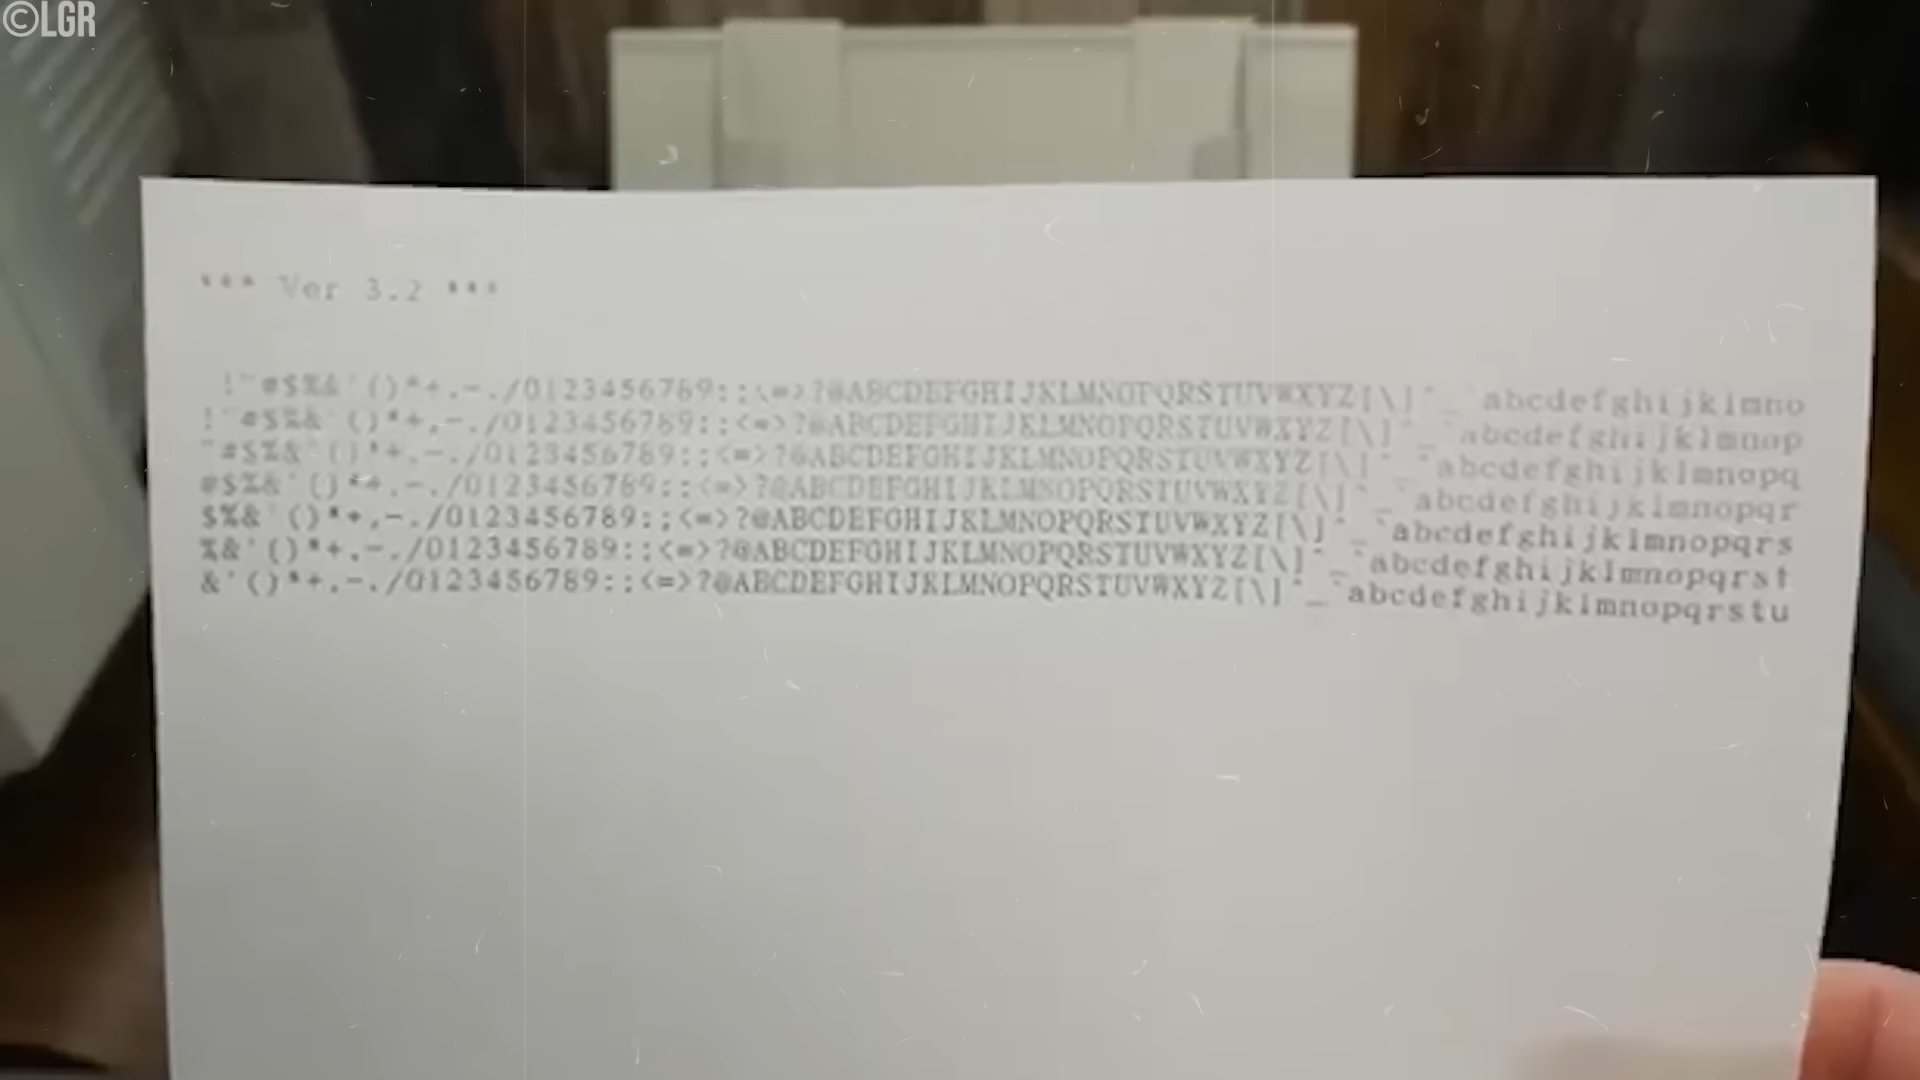 ©LGR
*** Ver 3.2 ***
!"#$%&'()*+,-./0123456789:;<=>?@ABCDEFGHIJKLMNOPQRSTUVWXYZ[\]^_`abcdefghijklmno
!"#$%&'()*+,-./0123456789:;<=>?@ABCDEFGHIJKLMNOPQRSTUVWXYZ[\]^_`abcdefghijklmnop
"#$%&'()*+,-./0123456789:;<=>?@ABCDEFGHIJKLMNOPQRSTUVWXYZ[\]^_`abcdefghijklmnopq
#$%&'()*+,-./0123456789:;<=>?@ABCDEFGHIJKLMNOPQRSTUVWXYZ[\]^_`abcdefghijklmnopqr
$%&'()*+,-./0123456789:;<=>?@ABCDEFGHIJKLMNOPQRSTUVWXYZ[\]^_`abcdefghijklmnopqrs
%&'()*+,-./0123456789:;<=>?@ABCDEFGHIJKLMNOPQRSTUVWXYZ[\]^_`abcdefghijklmnopqrst
&'()*+,-./0123456789:;<=>?@ABCDEFGHIJKLMNOPQRSTUVWXYZ[\]^_`abcdefghijklmnopqrstu